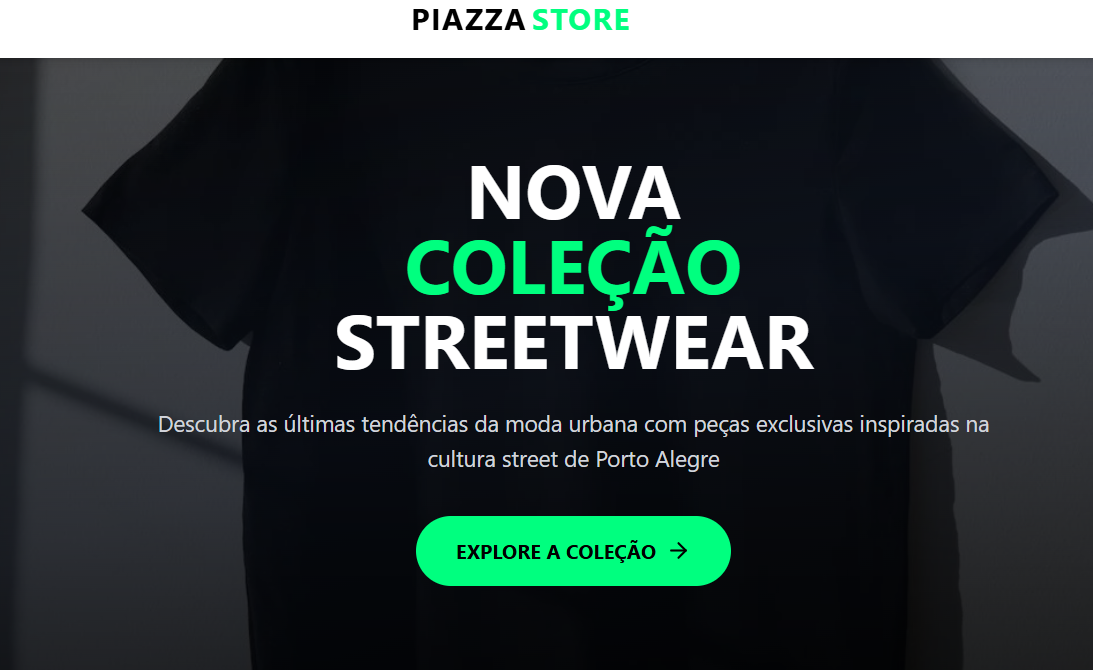 PIAZZA STORE
NOVA
COLEÇÃO
STREETWEAR
Descubra as últimas tendências da moda urbana com peças exclusivas inspiradas na
cultura street de Porto Alegre
EXPLORE A COLEÇÃO →